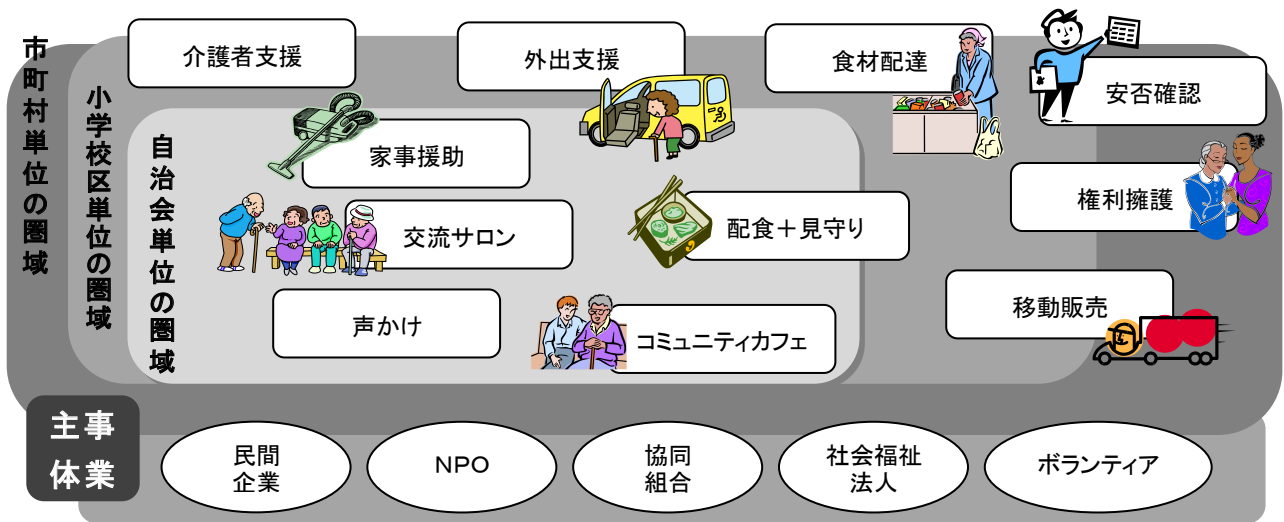 市町村単位の圏域
小学校区単位の圏域
自治会単位の圏域
介護者支援
外出支援
食材配達
安否確認
家事援助
権利擁護
交流サロン
配食＋見守り
移動販売
声かけ
コミュニティカフェ
事業
主体
民間
企業
NPO
協同
組合
社会福祉
法人
ボランティア